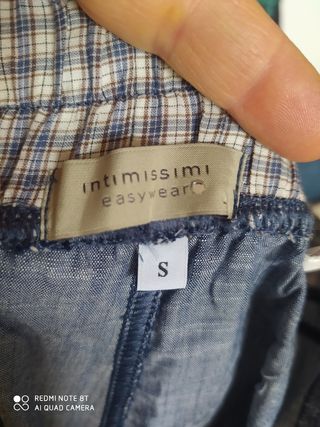 intimissimi
easywear
S
REDMI NOTE 8T
AI QUAD CAMERA